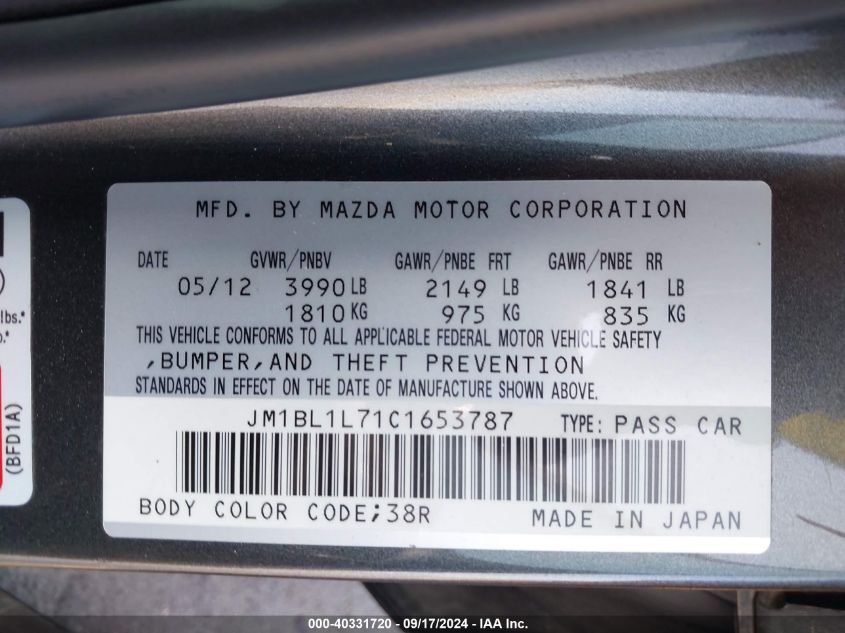 MFD. BY MAZDA MOTOR CORPORATION
DATE GVWR/PNBV GAWR/PNBE FRT GAWR/PNBE RR
05/12 3990 LB 2149 LB 1841 LB
1810 KG 975 KG 835 KG
THIS VEHICLE CONFORMS TO ALL APPLICABLE FEDERAL MOTOR VEHICLE SAFETY
,BUMPER,AND THEFT PREVENTION
STANDARDS IN EFFECT ON THE DATE OF MANUFACTURE SHOWN ABOVE.
JM1BL1L71C1653787 TYPE: PASS CAR
BODY COLOR CODE;38R MADE IN JAPAN
lbs.*
(BFD1A)
000-40331720 - 09/17/2024 - IAA Inc.